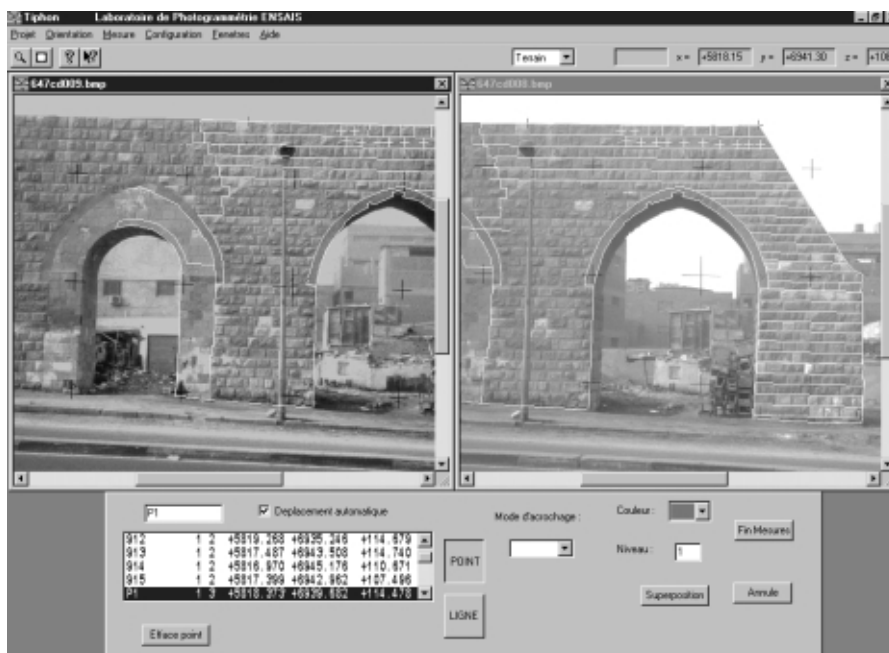 Tiphon Laboratoire de Photogrammétrie ENSAIS
Projet Orientation Mesure Configuration Fenetres Aide
Terrain x = +5818.15 y = +6941.30 z =
647cd009.bmp
647cd008.bmp
P1
Deplacement automatique
912 1 2 +5819.268 +6935.246 +114.679
913 1 2 +5817.487 +6943.508 +114.740
914 1 2 +5816.970 +6945.176 +110.671
915 1 2 +5817.399 +6942.962 +107.496
P1 1 3 +5818.373 +6939.682 +114.478
Efface point
POINT
LIGNE
Mode d'acrochage :
Couleur :
Niveau : 1
Superposition
Fin Mesures
Annule